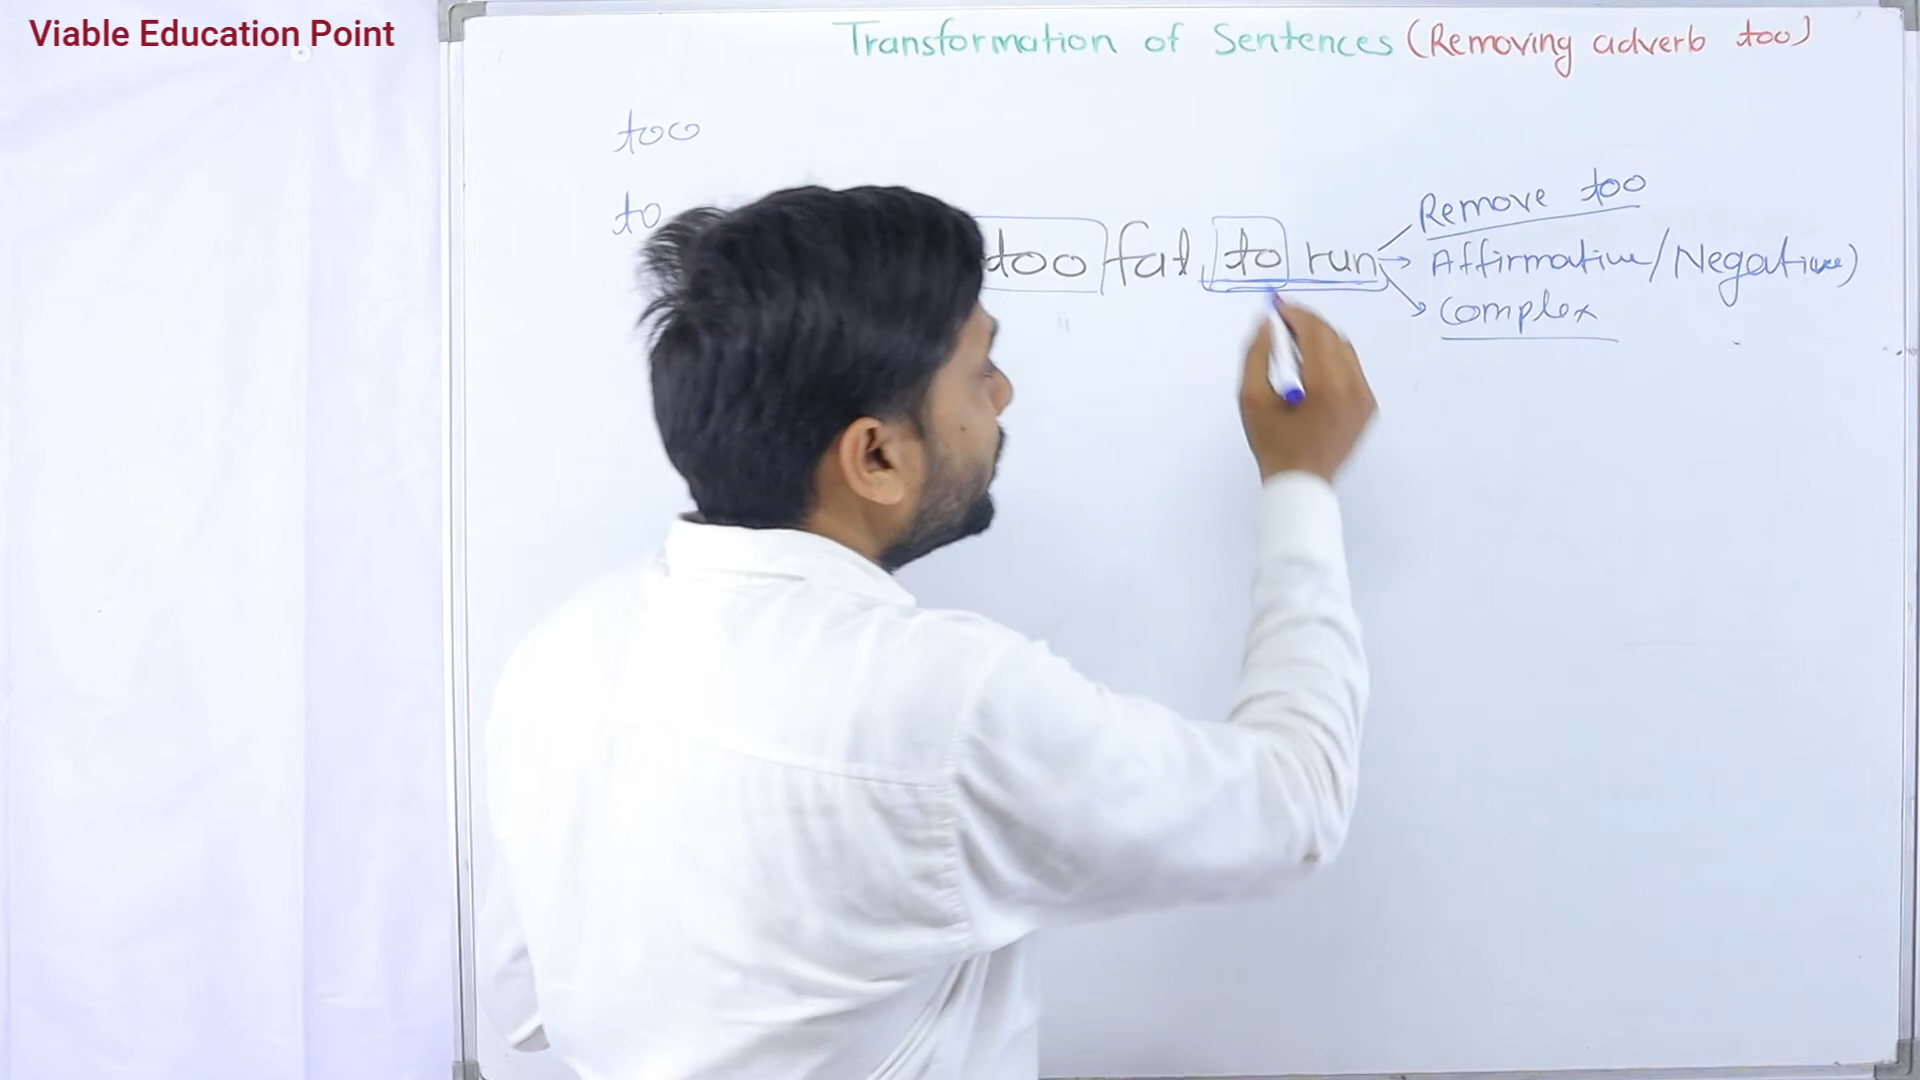 Viable Education Point
Transformation of Sentences (Removing adverb too)
too
to
too fat to run
Remove too
Affirmative/Negative)
Complex